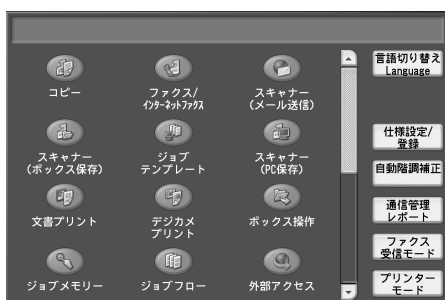 コピー
ファクス/
インターネットファクス
スキャナー
(メール送信)
スキャナー
(ボックス保存)
ジョブ
テンプレート
スキャナー
(PC保存)
文書プリント
デジカメ
プリント
ボックス操作
ジョブメモリー
ジョブフロー
外部アクセス
言語切り替え
Language
仕様設定/
登録
自動階調補正
通信管理
レポート
ファクス
受信モード
プリンター
モード